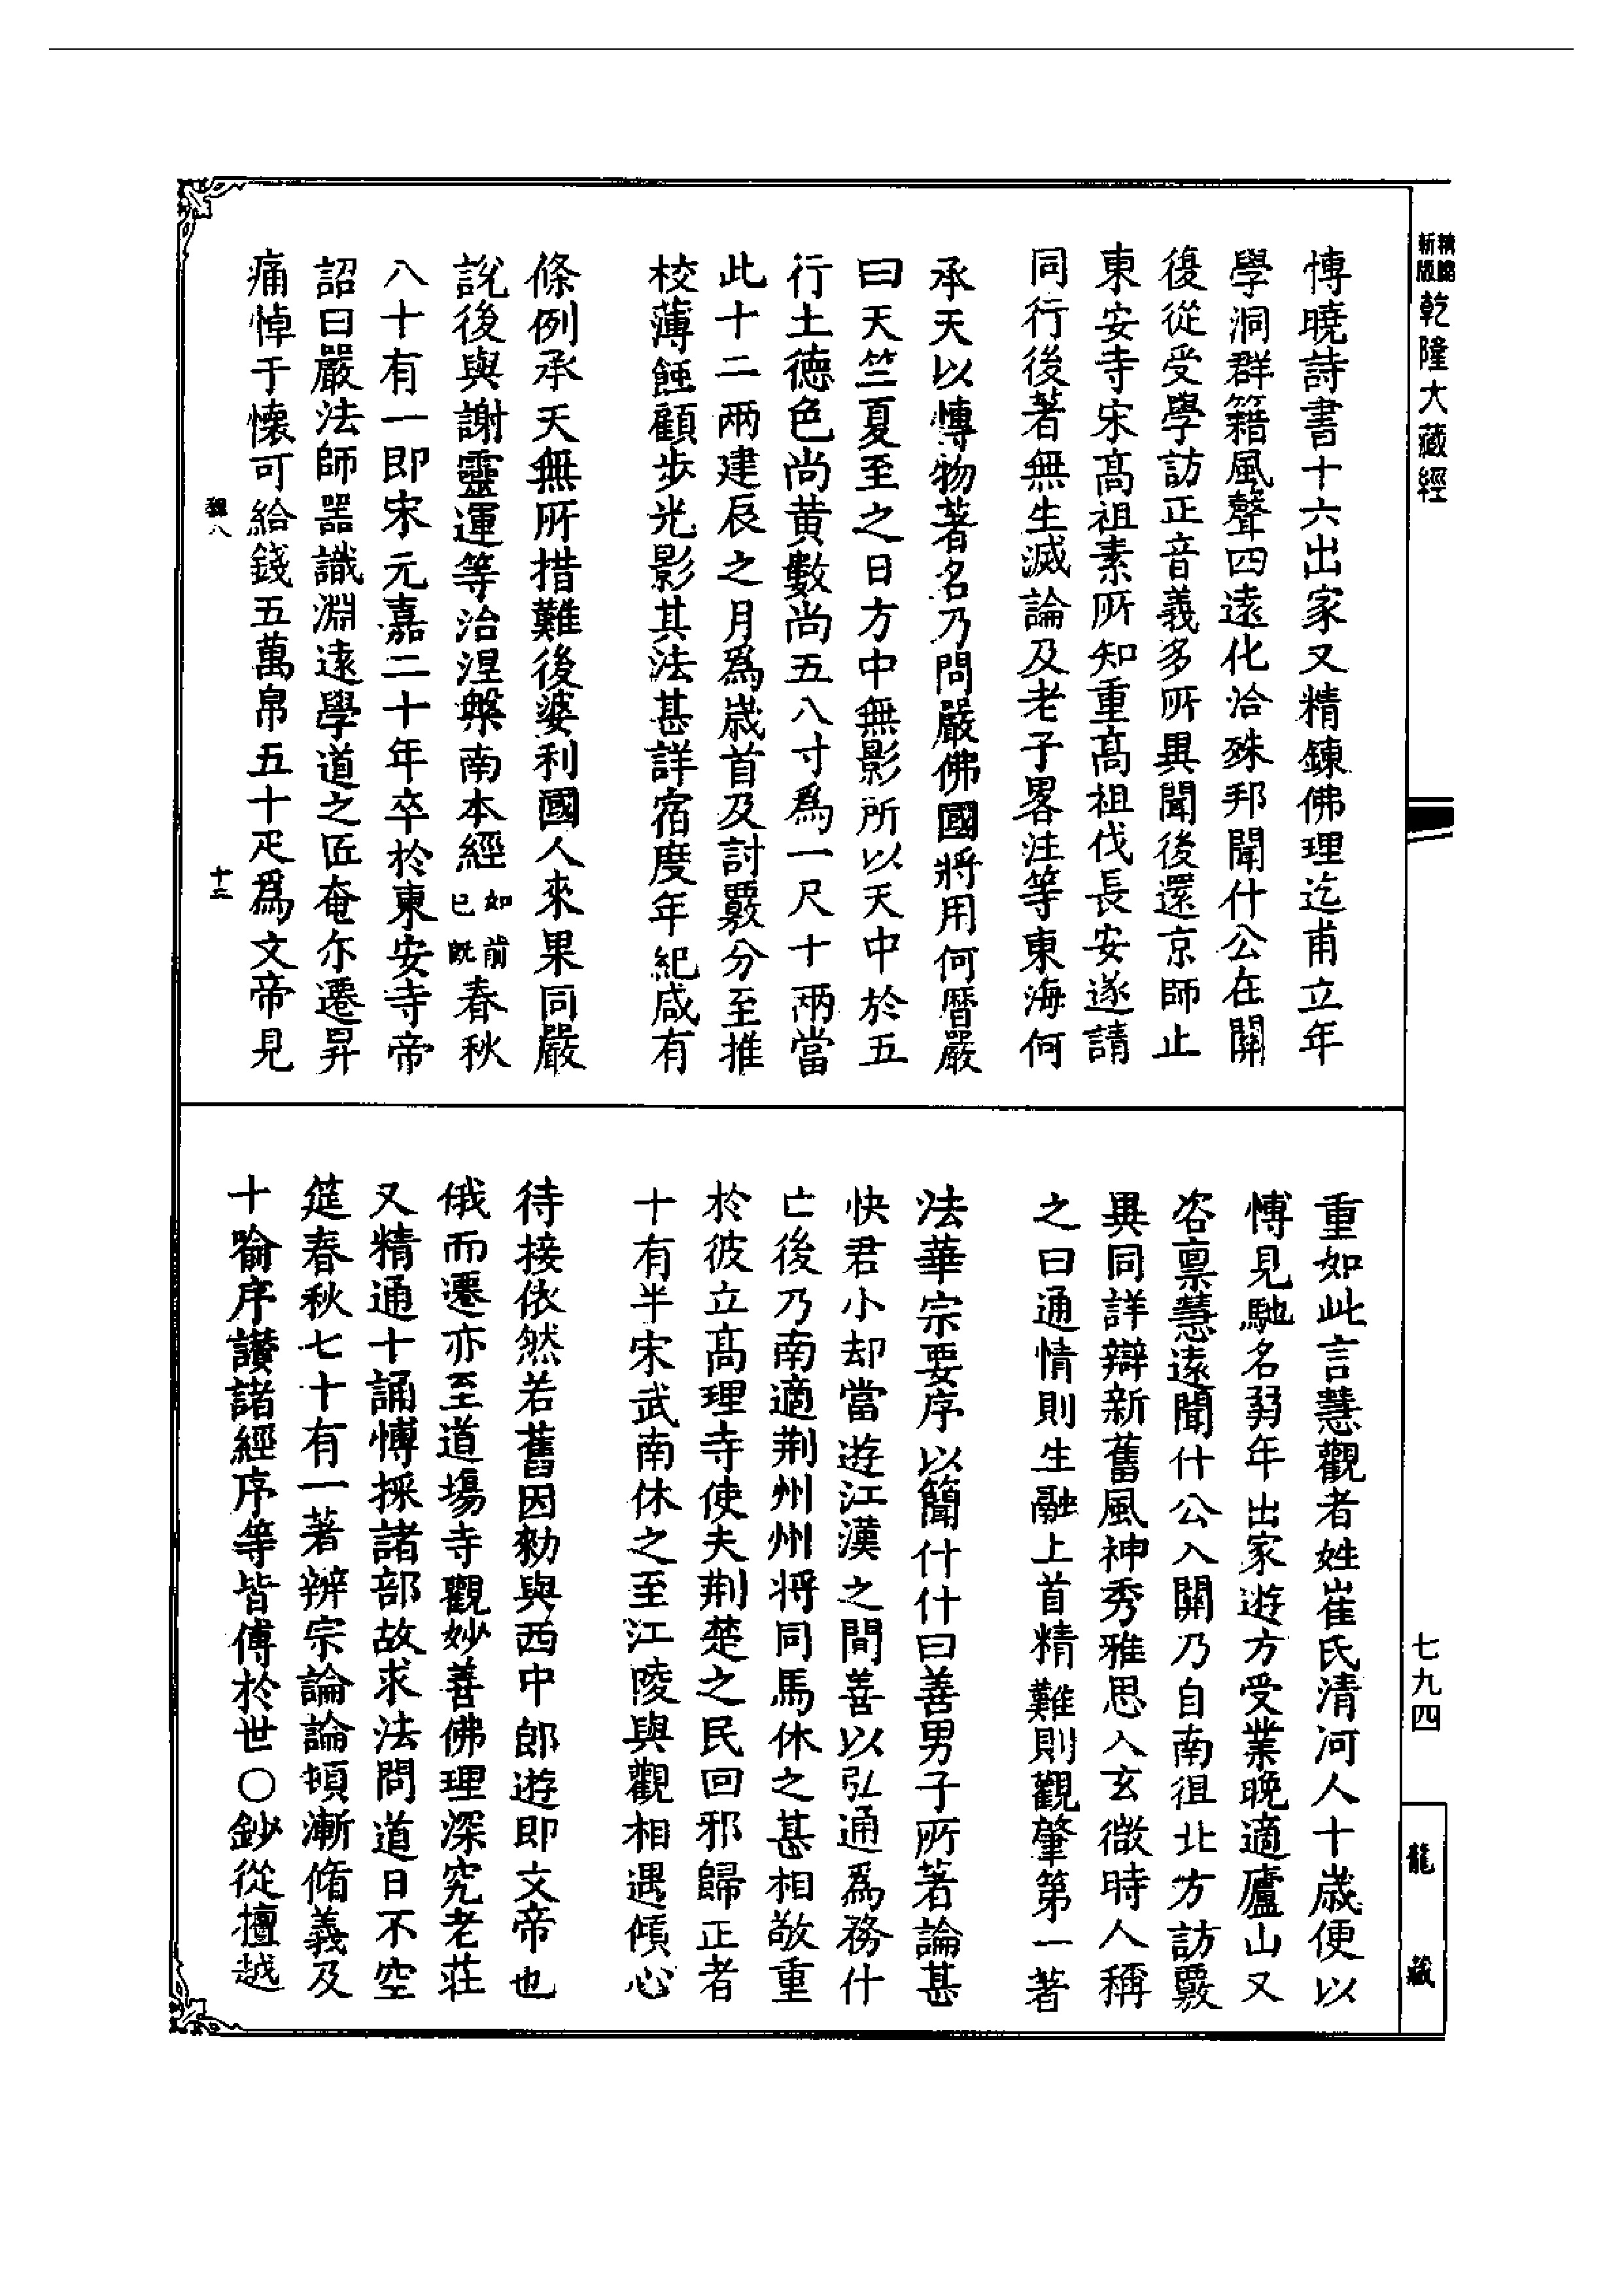 精縮新版乾隆大藏經
博曉詩書十六出家又精鍊佛理迄甫立年
學洞群籍風聲四遠化洽殊邦聞什公在關
復從受學訪正音義多所異聞後還京師止
東安寺宋高祖素所知重高祖伐長安遂請
同行後著無生滅論及老子畧注等東海何
承天以博物著名乃問嚴佛國將用何曆嚴
曰天竺夏至之日方中無影所以天中於五
行土德色尚黃數尚五八寸為一尺十兩當
此十二兩建辰之月為歲首及討覈分至推
校薄蝕顧步光影其法甚詳宿度年紀咸有
條例承天無所措難後婆利國人來果同嚴
說後與謝靈運等治涅槃南本經如前已既春秋
八十有一即宋元嘉二十年卒於東安寺帝
詔曰嚴法師器識淵遠學道之匠奄尒遷昇
痛悼于懷可給錢五萬帛五十疋為文帝見
魏八 十三
重如此言慧觀者姓崔氏清河人十歲便以
博見馳名弱年出家遊方受業晚適廬山又
咨禀慧遠聞什公入關乃自南徂北方訪覈
異同詳辯新舊風神秀雅思入玄微時人稱
之曰通情則生融上首精難則觀肇第一著
法華宗要序以簡什什曰善男子所著論甚
快君小却當遊江漢之間善以弘通為務什
亡後乃南適荆州州將司馬休之甚相敬重
於彼立高理寺使夫荆楚之民回邪歸正者
十有半宋武南休之至江陵與觀相遇傾心
待接依然若舊因勑與西中郎遊即文帝也
俄而遷亦至道場寺觀妙善佛理深究老莊
又精通十誦博採諸部故求法問道日不空
筵春秋七十有一著辨宗論論頓漸脩義及
十喻序讚諸經序等皆傳於世○鈔從擅越
七九四
龍藏